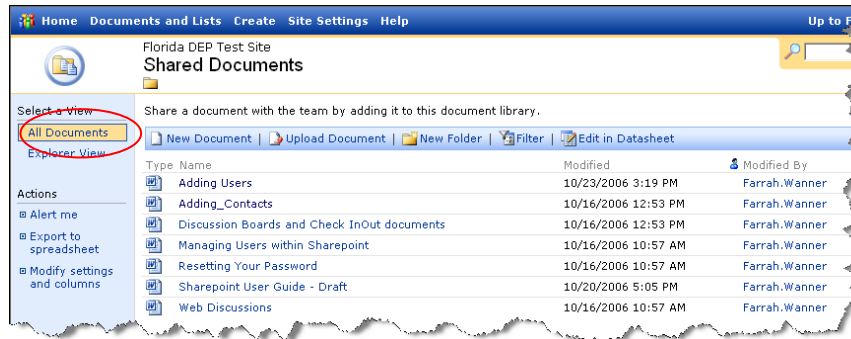 Home Documents and Lists Create Site Settings Help Up to
Florida DEP Test Site
Shared Documents
Select a View
All Documents
Explorer View
Actions
Alert me
Export to
spreadsheet
Modify settings
and columns
Share a document with the team by adding it to this document library.
New Document | Upload Document | New Folder | Filter | Edit in Datasheet
Type Name Modified Modified By
Adding Users 10/23/2006 3:19 PM Farrah.Wanner
Adding_Contacts 10/16/2006 12:53 PM Farrah.Wanner
Discussion Boards and Check InOut documents 10/16/2006 12:53 PM Farrah.Wanner
Managing Users within Sharepoint 10/16/2006 10:57 AM Farrah.Wanner
Resetting Your Password 10/16/2006 10:57 AM Farrah.Wanner
Sharepoint User Guide - Draft 10/20/2006 5:05 PM Farrah.Wanner
Web Discussions 10/16/2006 10:57 AM Farrah.Wanner